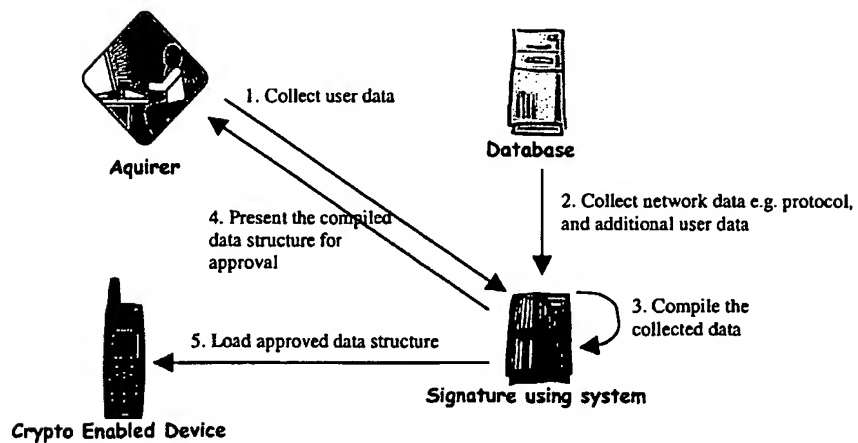 1. Collect user data
Aquirer
Database
2. Collect network data e.g. protocol,
and additional user data
4. Present the compiled
data structure for
approval
3. Compile the
collected data
5. Load approved data structure
Signature using system
Crypto Enabled Device